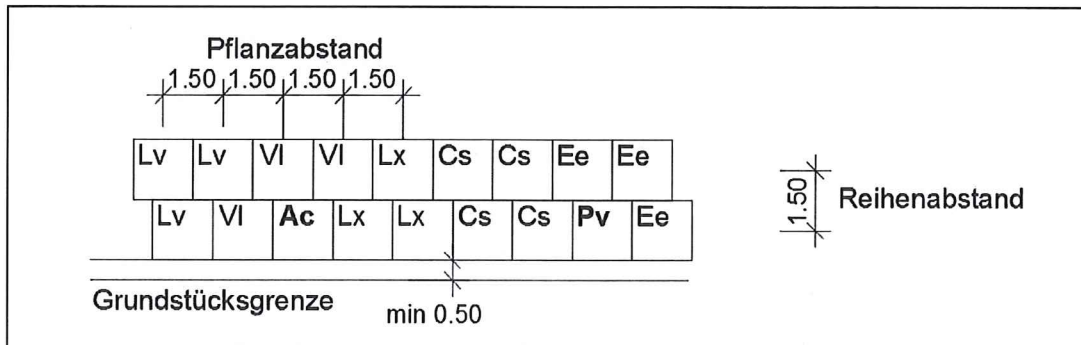 Pflanzabstand
1.50 1.50 1.50 1.50
Lv Lv Vl Vl Lx Cs Cs Ee Ee
Lv Vl Ac Lx Lx Cs Cs Pv Ee
1.50
Reihenabstand
Grundstücksgrenze
min 0.50